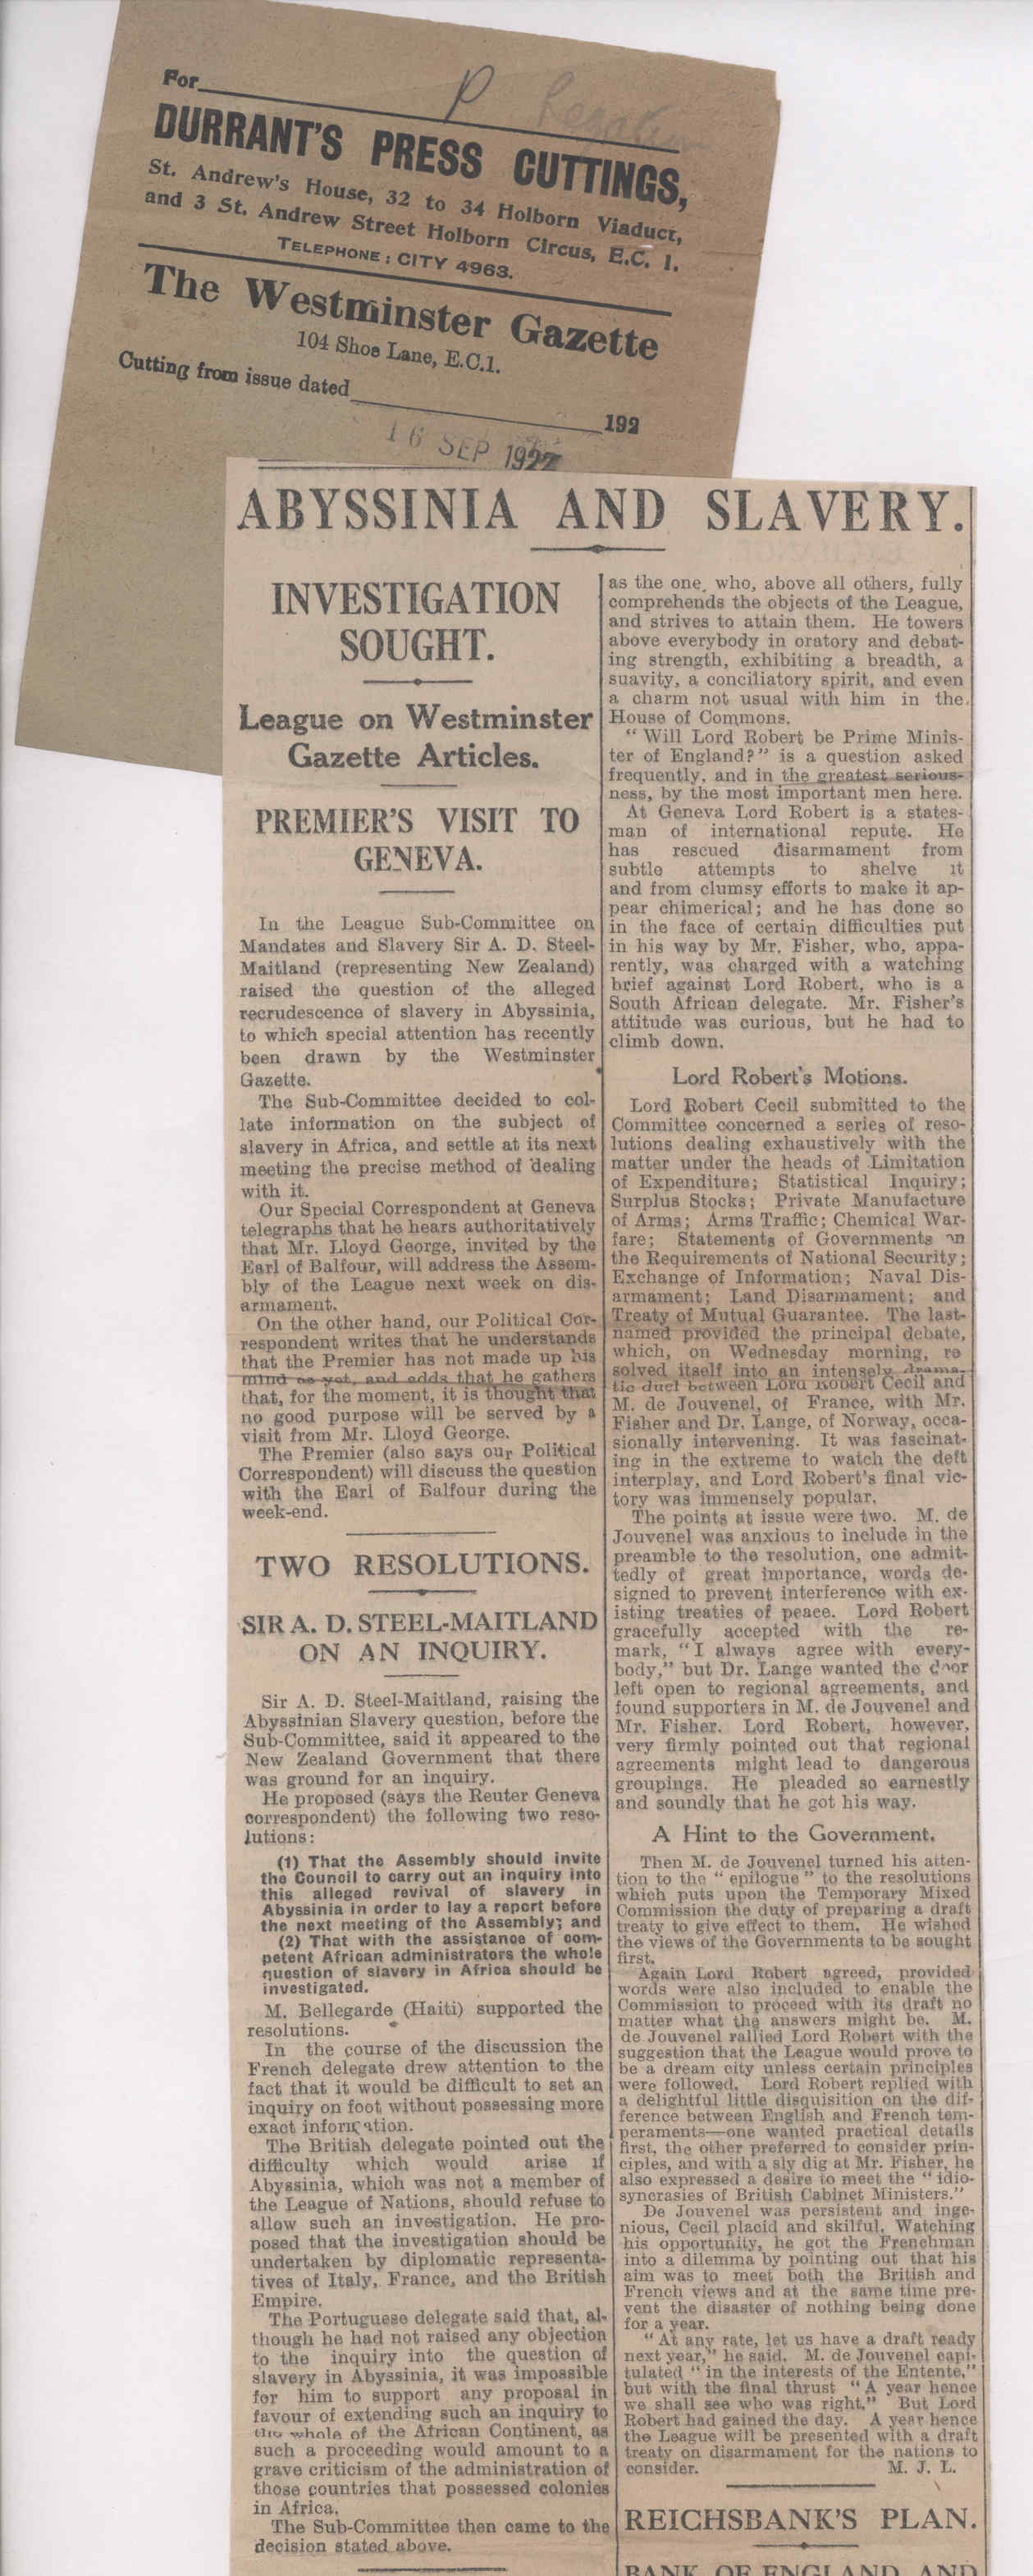 For
P
DURRANT'S PRESS CUTTINGS,
St. Andrew's House, 32 to 34 Holborn Viaduct,
and 3 St. Andrew Street Holborn Circus, E.C. 1.
TELEPHONE: CITY 4963.
The Westminster Gazette
104 Shoe Lane, E.C.1.
Cutting from issue dated 192
16 SEP 1922
ABYSSINIA AND SLAVERY.
INVESTIGATION
SOUGHT.
League on Westminster
Gazette Articles.
PREMIER'S VISIT TO
GENEVA.
In the League Sub-Committee on
Mandates and Slavery Sir A. D. Steel-
Maitland (representing New Zealand)
raised the question of the alleged
recrudescence of slavery in Abyssinia,
to which special attention has recently
been drawn by the Westminster
Gazette.
The Sub-Committee decided to col-
late information on the subject of
slavery in Africa, and settle at its next
meeting the precise method of dealing
with it.
Our Special Correspondent at Geneva
telegraphs that he hears authoritatively
that Mr. Lloyd George, invited by the
Earl of Balfour, will address the Assem-
bly of the League next week on dis-
armament.
On the other hand, our Political Cor-
respondent writes that he understands
that the Premier has not made up his
mind as yet, and adds that he gathers
that, for the moment, it is thought that
no good purpose will be served by a
visit from Mr. Lloyd George.
The Premier (also says our Political
Correspondent) will discuss the question
with the Earl of Balfour during the
week-end.
TWO RESOLUTIONS.
SIR A. D. STEEL-MAITLAND
ON AN INQUIRY.
Sir A. D. Steel-Maitland, raising the
Abyssinian Slavery question, before the
Sub-Committee, said it appeared to the
New Zealand Government that there
was ground for an inquiry.
He proposed (says the Reuter Geneva
correspondent) the following two reso-
lutions:
(1) That the Assembly should invite
the Council to carry out an inquiry into
this alleged revival of slavery in
Abyssinia in order to lay a report before
the next meeting of the Assembly; and
(2) That with the assistance of com-
petent African administrators the whole
question of slavery in Africa should be
investigated.
M. Bellegarde (Haiti) supported the
resolutions.
In the course of the discussion the
French delegate drew attention to the
fact that it would be difficult to set an
inquiry on foot without possessing more
exact information.
The British delegate pointed out the
difficulty which would arise if
Abyssinia, which was not a member of
the League of Nations, should refuse to
allow such an investigation. He pro-
posed that the investigation should be
undertaken by diplomatic representa-
tives of Italy, France, and the British
Empire.
The Portuguese delegate said that, al-
though he had not raised any objection
to the inquiry into the question of
slavery in Abyssinia, it was impossible
for him to support any proposal in
favour of extending such an inquiry to
the whole of the African Continent, as
such a proceeding would amount to a
grave criticism of the administration of
those countries that possessed colonies
in Africa.
The Sub-Committee then came to the
decision stated above.
as the one, who, above all others, fully
comprehends the objects of the League,
and strives to attain them. He towers
above everybody in oratory and debat-
ing strength, exhibiting a breadth, a
suavity, a conciliatory spirit, and even
a charm not usual with him in the
House of Commons.
"Will Lord Robert be Prime Minis-
ter of England?" is a question asked
frequently, and in the greatest serious-
ness, by the most important men here.
At Geneva Lord Robert is a states-
man of international repute. He
has rescued disarmament from
subtle attempts to shelve it
and from clumsy efforts to make it ap-
pear chimerical; and he has done so
in the face of certain difficulties put
in his way by Mr. Fisher, who, appa-
rently, was charged with a watching
brief against Lord Robert, who is a
South African delegate. Mr. Fisher's
attitude was curious, but he had to
climb down.
Lord Robert's Motions.
Lord Robert Cecil submitted to the
Committee concerned a series of reso-
lutions dealing exhaustively with the
matter under the heads of Limitation
of Expenditure; Statistical Inquiry;
Surplus Stocks; Private Manufacture
of Arms; Arms Traffic; Chemical War-
fare; Statements of Governments on
the Requirements of National Security;
Exchange of Information; Naval Dis-
armament; Land Disarmament; and
Treaty of Mutual Guarantee. The last-
named provided the principal debate,
which, on Wednesday morning, re
solved itself into an intensely drama-
tic duel between Lord Robert Cecil and
M. de Jouvenel, of France, with Mr.
Fisher and Dr. Lange, of Norway, occa-
sionally intervening. It was fascinat-
ing in the extreme to watch the deft
interplay, and Lord Robert's final vic-
tory was immensely popular.
The points at issue were two. M. de
Jouvenel was anxious to include in the
preamble to the resolution, one admit-
tedly of great importance, words de-
signed to prevent interference with ex-
isting treaties of peace. Lord Robert
gracefully accepted with the re-
mark, "I always agree with every-
body," but Dr. Lange wanted the door
left open to regional agreements, and
found supporters in M. de Jouvenel and
Mr. Fisher. Lord Robert, however,
very firmly pointed out that regional
agreements might lead to dangerous
groupings. He pleaded so earnestly
and soundly that he got his way.
A Hint to the Government.
Then M. de Jouvenel turned his atten-
tion to the "epilogue" to the resolutions
which puts upon the Temporary Mixed
Commission the duty of preparing a draft
treaty to give effect to them. He wished
the views of the Governments to be sought
first.
Again Lord Robert agreed, provided
words were also included to enable the
Commission to proceed with its draft no
matter what the answers might be. M.
de Jouvenel rallied Lord Robert with the
suggestion that the League would prove to
be a dream city unless certain principles
were followed. Lord Robert replied with
a delightful little disquisition on the dif-
ference between English and French tem-
peraments—one wanted practical details
first, the other preferred to consider prin-
ciples, and with a sly dig at Mr. Fisher, he
also expressed a desire to meet the "idio-
syncrasies of British Cabinet Ministers."
De Jouvenel was persistent and inge-
nious, Cecil placid and skilful. Watching
his opportunity, he got the Frenchman
into a dilemma by pointing out that his
aim was to meet both the British and
French views and at the same time pre-
vent the disaster of nothing being done
for a year.
"At any rate, let us have a draft ready
next year," he said. M. de Jouvenel capi-
tulated "in the interests of the Entente,"
but with the final thrust "A year hence
we shall see who was right." But Lord
Robert had gained the day. A year hence
the League will be presented with a draft
treaty on disarmament for the nations to
consider. M. J. L.
REICHSBANK'S PLAN.
BANK OF ENGLAND AND